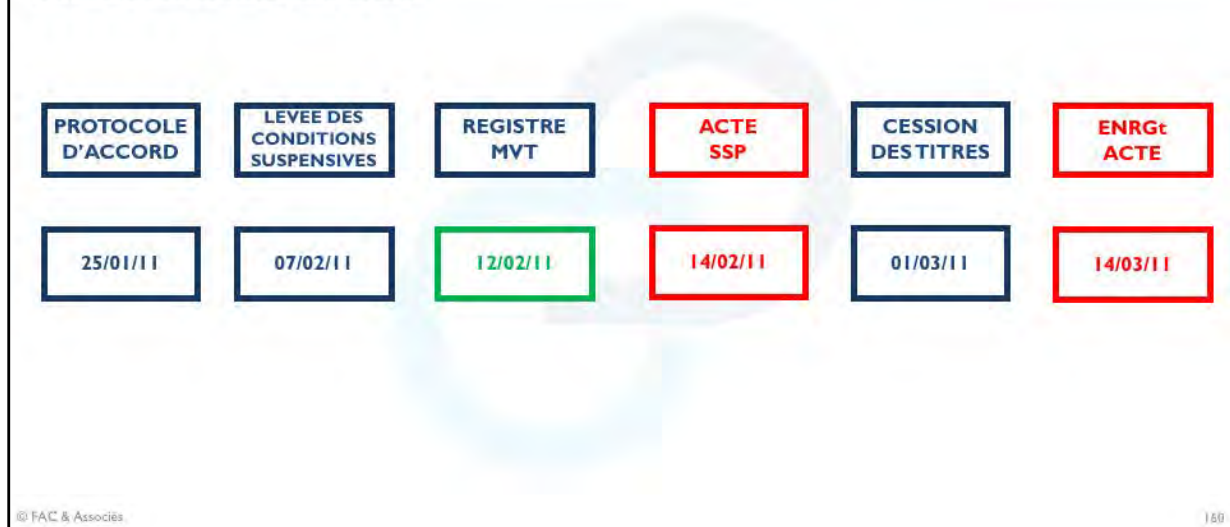 PROTOCOLE
D'ACCORD
LEVEE DES
CONDITIONS
SUSPENSIVES
REGISTRE
MVT
ACTE
SSP
CESSION
DES TITRES
ENRGt
ACTE
25/01/11
07/02/11
12/02/11
14/02/11
01/03/11
14/03/11
© FAC & Associés
160